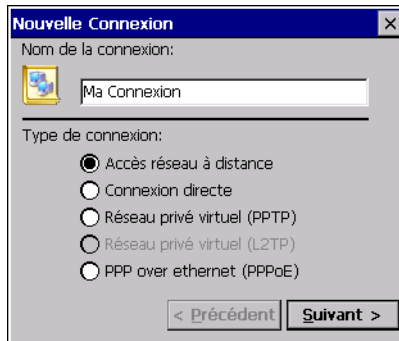 Nouvelle Connexion
Nom de la connexion:
Ma Connexion
Type de connexion:
Accès réseau à distance
Connexion directe
Réseau privé virtuel (PPTP)
Réseau privé virtuel (L2TP)
PPP over ethernet (PPPoE)
< Précédent Suivant >